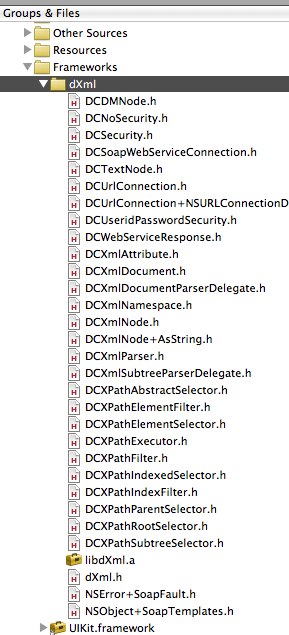 Groups & Files
Other Sources
Resources
Frameworks
dXml
DCDMNode.h
DCNoSecurity.h
DCSecurity.h
DCSoapWebServiceConnection.h
DCTextNode.h
DCUrlConnection.h
DCUrlConnection+NSURLConnectionD
DCUseridPasswordSecurity.h
DCWebServiceResponse.h
DCXmlAttribute.h
DCXmlDocument.h
DCXmlDocumentParserDelegate.h
DCXmlNamespace.h
DCXmlNode.h
DCXmlNode+AsString.h
DCXmlParser.h
DCXmlSubtreeParserDelegate.h
DCXPathAbstractSelector.h
DCXPathElementFilter.h
DCXPathElementSelector.h
DCXPathExecutor.h
DCXPathFilter.h
DCXPathIndexedSelector.h
DCXPathIndexFilter.h
DCXPathParentSelector.h
DCXPathRootSelector.h
DCXPathSubtreeSelector.h
libdXml.a
dXml.h
NSError+SoapFault.h
NSObject+SoapTemplates.h
UIKit.framework